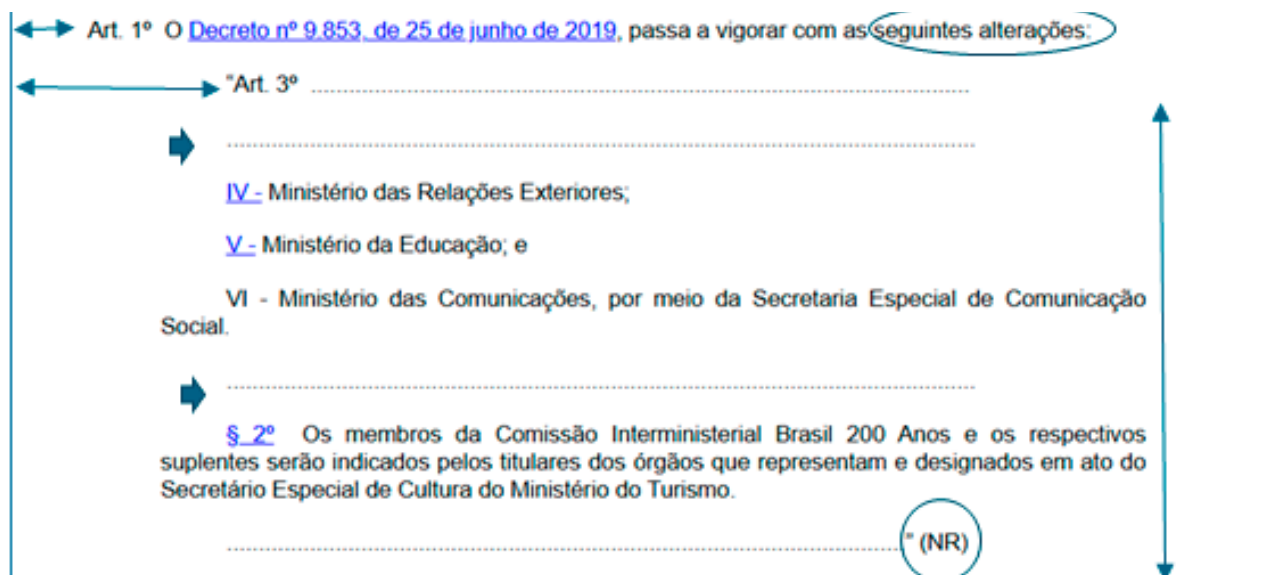 Art. 1º O Decreto nº 9.853, de 25 de junho de 2019, passa a vigorar com as seguintes alterações:
"Art. 3º ..........................................................................................................
..........................................................................................................................
IV - Ministério das Relações Exteriores;
V - Ministério da Educação; e
VI - Ministério das Comunicações, por meio da Secretaria Especial de Comunicação
Social.
..........................................................................................................................
§ 2º Os membros da Comissão Interministerial Brasil 200 Anos e os respectivos
suplentes serão indicados pelos titulares dos órgãos que representam e designados em ato do
Secretário Especial de Cultura do Ministério do Turismo.
............................................................................................................." (NR)